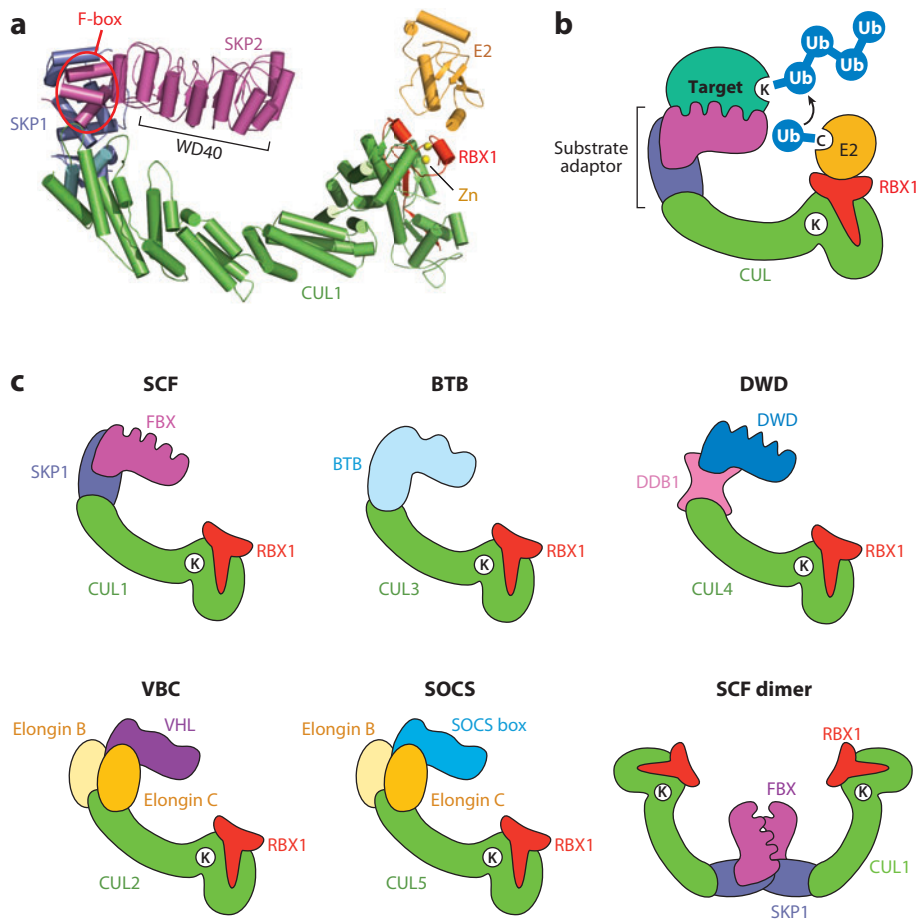 a
F-box
SKP2
E2
SKP1
WD40
RBX1
Zn
CUL1
b
Ub
Ub
Ub
Ub
Target
K
Ub
C
E2
Substrate
adaptor
RBX1
K
CUL
c
SCF
FBX
SKP1
RBX1
K
CUL1
BTB
BTB
RBX1
K
CUL3
DWD
DWD
DDB1
RBX1
K
CUL4
VBC
Elongin B
VHL
Elongin C
RBX1
K
CUL2
SOCS
Elongin B
SOCS box
Elongin C
RBX1
K
CUL5
SCF dimer
RBX1
K
FBX
K
CUL1
SKP1